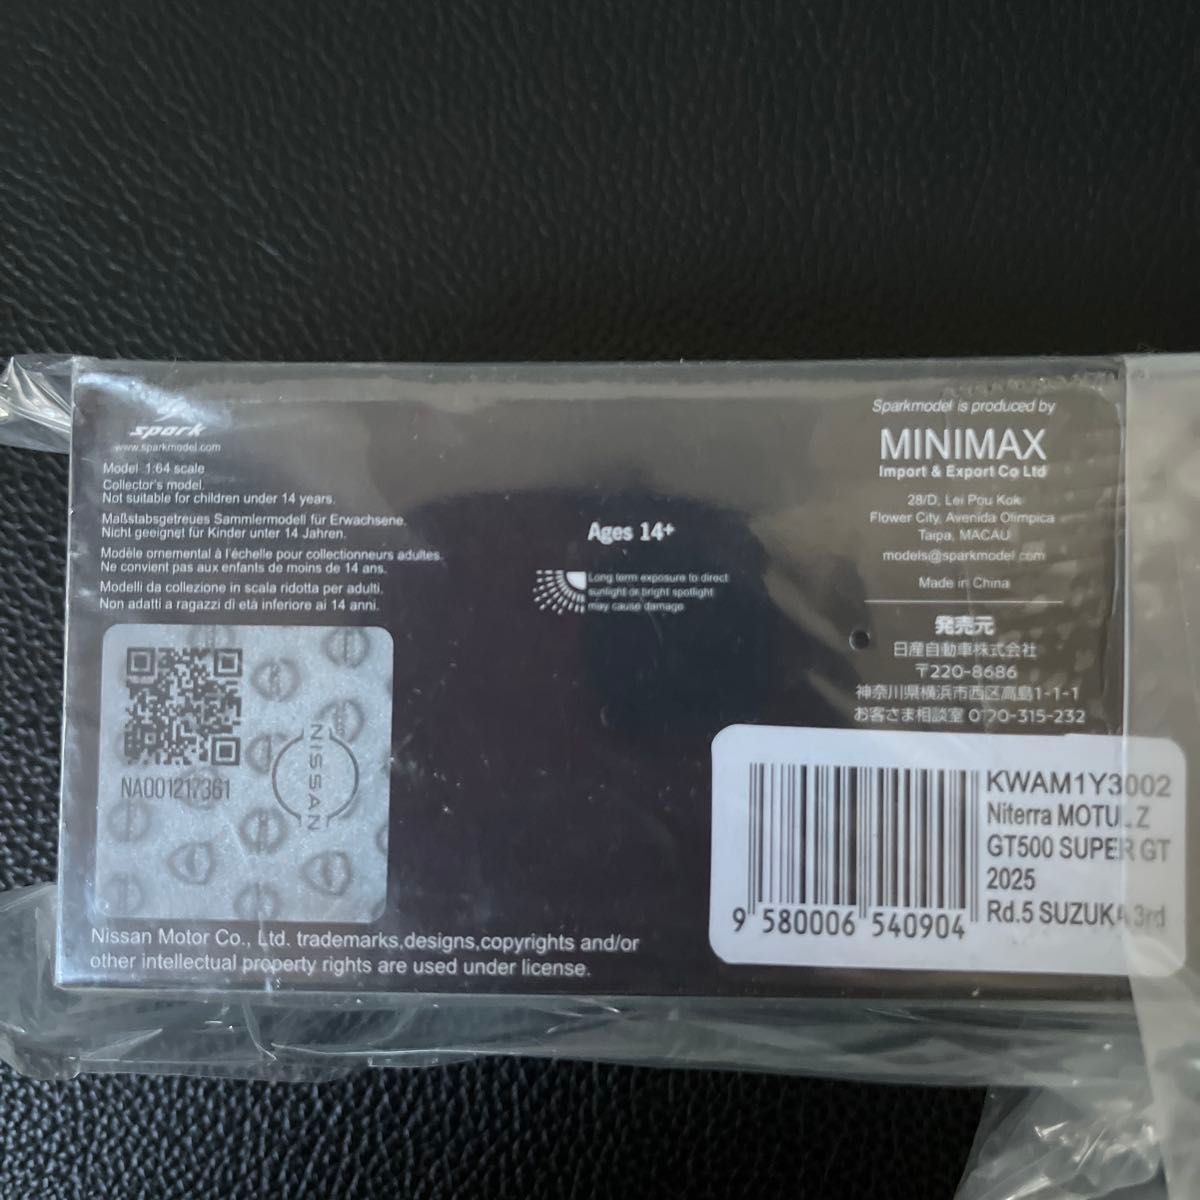 spark
www.sparkmodel.com
Model 1:64 scale
Collector's model.
Not suitable for children under 14 years.
Maßstabsgetreues Sammlermodell für Erwachsene.
Nicht geeignet für Kinder unter 14 Jahren.
Modèle ornemental à l'échelle pour collectionneurs adultes.
Ne convient pas aux enfants de moins de 14 ans.
Modelli da collezione in scala ridotta per adulti.
Non adatti a ragazzi di età inferiore ai 14 anni.
NA001217361
NISSAN
Nissan Motor Co., Ltd. trademarks,designs,copyrights and/or
other intellectual property rights are used under license.
Ages 14+
Long term exposure to direct
sunlight or bright spotlight
may cause damage
Sparkmodel is produced by
MINIMAX
Import & Export Co Ltd
28/D, Lei Pou Kok
Flower City, Avenida Olimpica
Taipa, MACAU
models@sparkmodel.com
Made in China
発売元
日産自動車株式会社
〒220-8686
神奈川県横浜市西区高島1-1-1
お客さま相談室 0120-315-232
KWAM1Y3002
Niterra MOTUL Z
GT500 SUPER GT
2025
Rd.5 SUZUKA 3rd
9 580006 540904